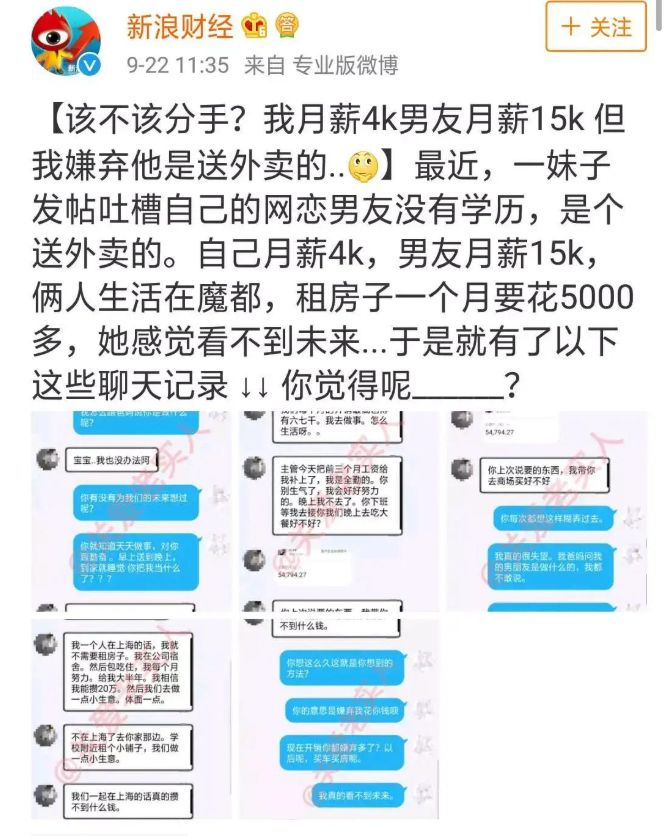 新浪财经
答
+ 关注
9-22 11:35 来自 专业版微博
【该不该分手？我月薪4k男友月薪15k 但
我嫌弃他是送外卖的..】最近，一妹子
发帖吐槽自己的网恋男友没有学历，是个
送外卖的。自己月薪4k，男友月薪15k，
俩人生活在魔都，租房子一个月要花5000
多，她感觉看不到未来...于是就有了以下
这些聊天记录 ↓↓ 你觉得呢_____？
呢？
宝宝..我也没办法阿
你有没有为我们的未来想过
呢？
你就知道天天做事，对你
早上送到晚上，
到家就睡觉 你把我当什么
了？？？
有六七千。我去做事。怎么
生活呀。。
主管今天把前三个月工资给
我补上了，我是全勤的。你
别生气了，我会好好努力
的。晚上我不去了。你下班
等我去接你我们晚上去吃大
餐好不好？
54,794.27
54,794.27
你上次说要的东西，我带你
去商场买好不好
你每次都想这样糊弄过去。
我真的很失望。我爸妈问我
的男朋友是做什么的，我都
不敢说。
我一个人在上海的话，我就
不需要租房子。我在公司宿
舍。然后包吃住，我每个月
努力。给我大半年。我相信
我能攒20万。然后我们去做
一点小生意。体面一点。
不在上海了去你家那边。学
校附近租个小铺子，我们做
一点小生意。
我们一起在上海的话真的攒
不到什么钱。
不到什么钱。
你想这么久这就是你想到的
方法？
你的意思是嫌弃我花你钱呗
现在开销你都嫌弃多了？以
后呢，买车买房呢。
我真的看不到未来。